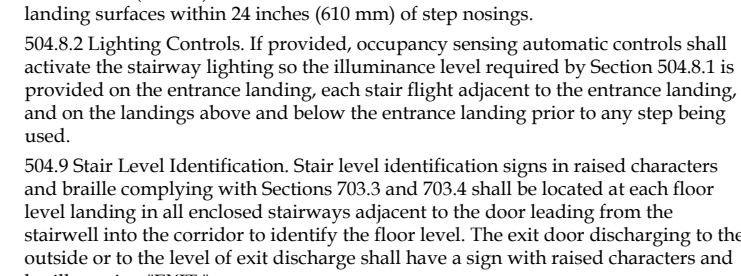 landing surfaces within 24 inches (610 mm) of step nosings.
504.8.2 Lighting Controls. If provided, occupancy sensing automatic controls shall
activate the stairway lighting so the illuminance level required by Section 504.8.1 is
provided on the entrance landing, each stair flight adjacent to the entrance landing,
and on the landings above and below the entrance landing prior to any step being
used.
504.9 Stair Level Identification. Stair level identification signs in raised characters
and braille complying with Sections 703.3 and 703.4 shall be located at each floor
level landing in all enclosed stairways adjacent to the door leading from the
stairwell into the corridor to identify the floor level. The exit door discharging to the
outside or to the level of exit discharge shall have a sign with raised characters and